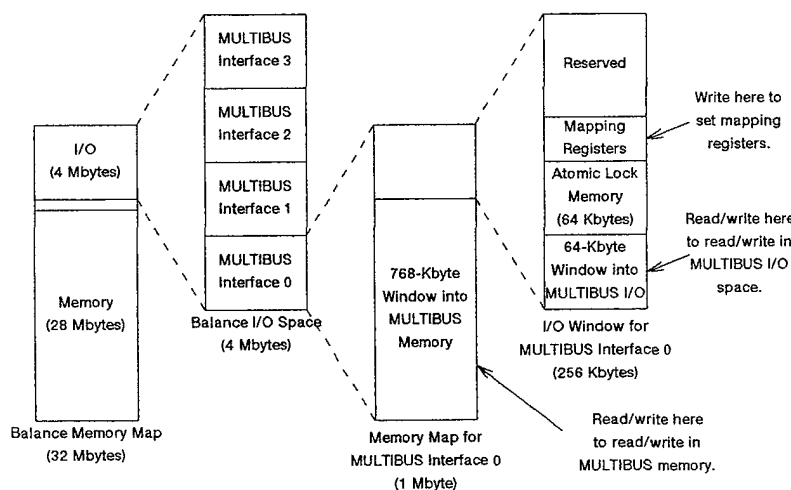 I/O
(4 Mbytes)
Memory
(28 Mbytes)
Balance Memory Map
(32 Mbytes)
MULTIBUS
Interface 3
MULTIBUS
Interface 2
MULTIBUS
Interface 1
MULTIBUS
Interface 0
Balance I/O Space
(4 Mbytes)
768-Kbyte
Window into
MULTIBUS
Memory
Memory Map for
MULTIBUS Interface 0
(1 Mbyte)
Reserved
Mapping
Registers
Atomic Lock
Memory
(64 Kbytes)
64-Kbyte
Window into
MULTIBUS I/O
I/O Window for
MULTIBUS Interface 0
(256 Kbytes)
Write here to
set mapping
registers.
Read/write here
to read/write in
MULTIBUS I/O
space.
Read/write here
to read/write in
MULTIBUS memory.